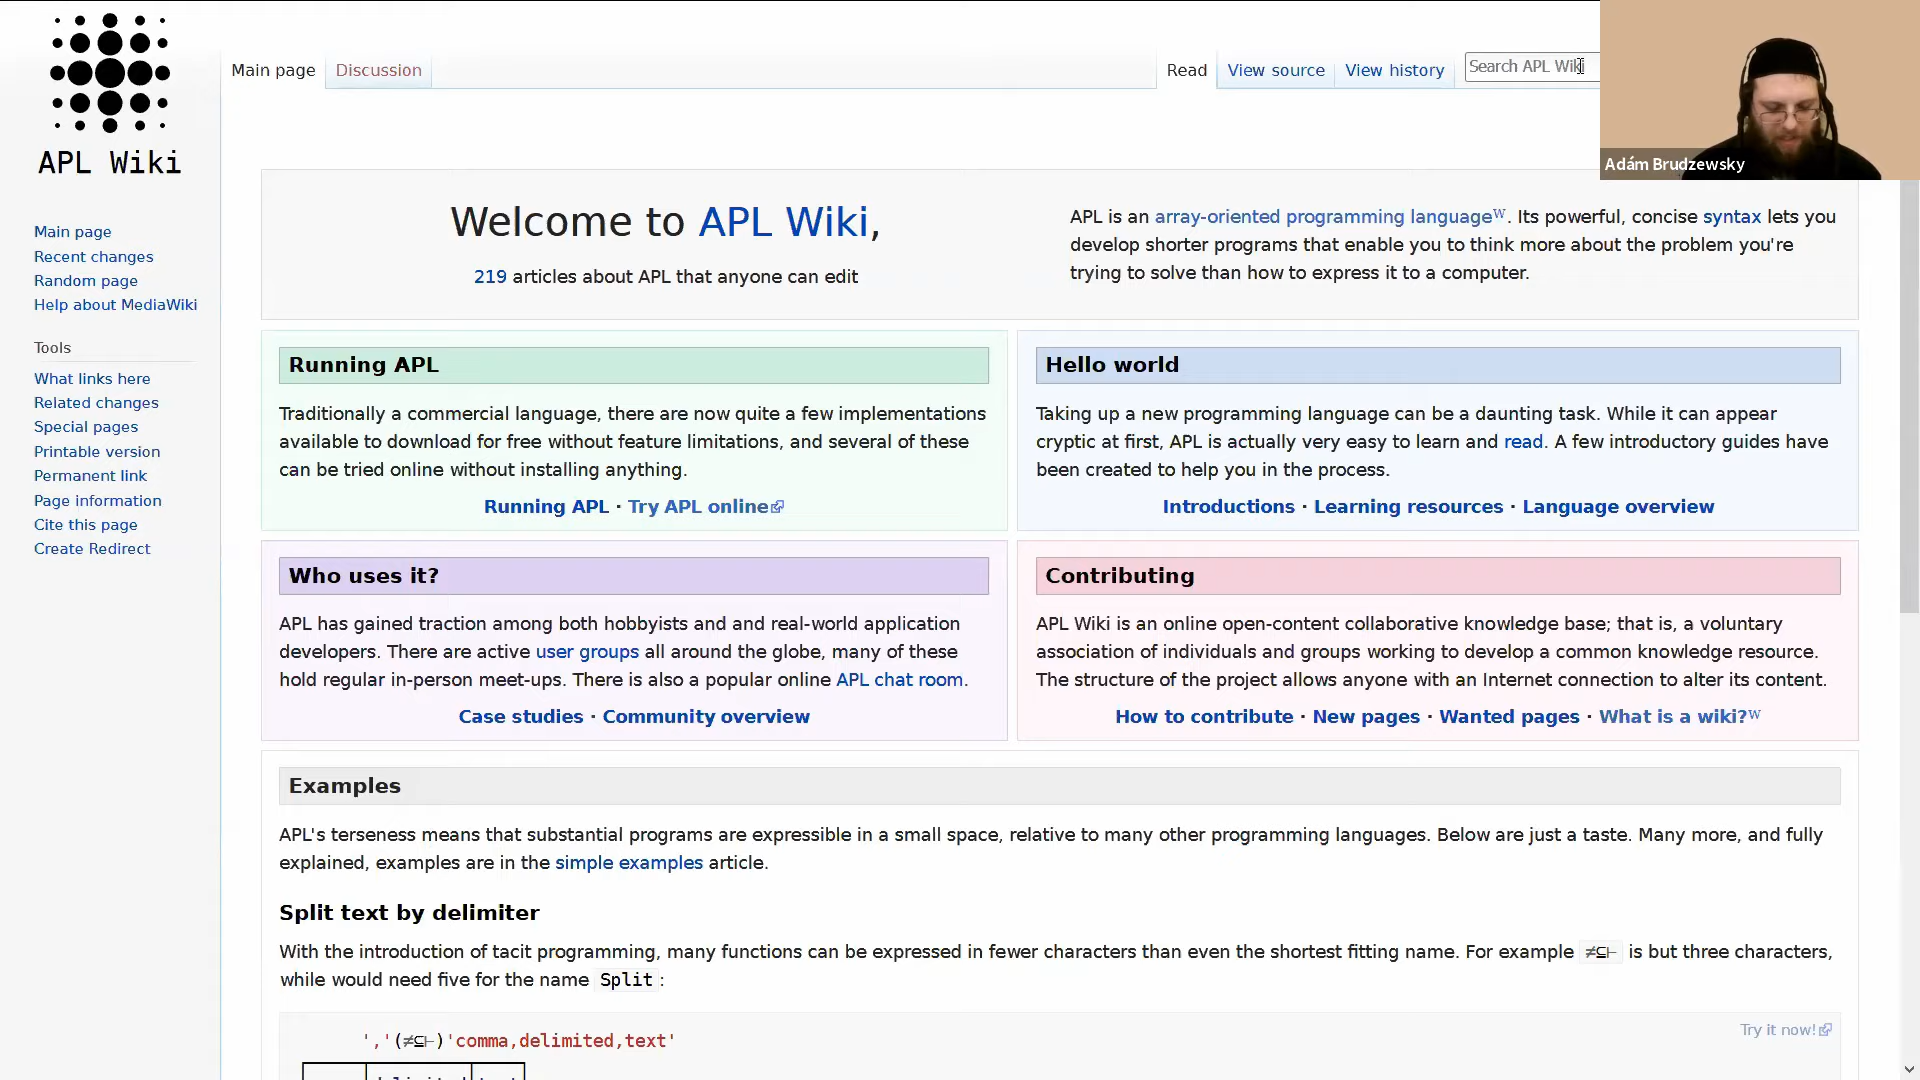 APL Wiki
Main page
Discussion
Read
View source
View history
Search APL Wiki
Adám Brudzewsky
Main page
Recent changes
Random page
Help about MediaWiki
Tools
What links here
Related changes
Special pages
Printable version
Permanent link
Page information
Cite this page
Create Redirect
Welcome to APL Wiki,
219 articles about APL that anyone can edit
APL is an array-oriented programming languageᵂ. Its powerful, concise syntax lets you
develop shorter programs that enable you to think more about the problem you're
trying to solve than how to express it to a computer.
Running APL
Traditionally a commercial language, there are now quite a few implementations
available to download for free without feature limitations, and several of these
can be tried online without installing anything.
Running APL · Try APL online
Hello world
Taking up a new programming language can be a daunting task. While it can appear
cryptic at first, APL is actually very easy to learn and read. A few introductory guides have
been created to help you in the process.
Introductions · Learning resources · Language overview
Who uses it?
APL has gained traction among both hobbyists and and real-world application
developers. There are active user groups all around the globe, many of these
hold regular in-person meet-ups. There is also a popular online APL chat room.
Case studies · Community overview
Contributing
APL Wiki is an online open-content collaborative knowledge base; that is, a voluntary
association of individuals and groups working to develop a common knowledge resource.
The structure of the project allows anyone with an Internet connection to alter its content.
How to contribute · New pages · Wanted pages · What is a wiki?ᵂ
Examples
APL's terseness means that substantial programs are expressible in a small space, relative to many other programming languages. Below are just a taste. Many more, and fully
explained, examples are in the simple examples article.
Split text by delimiter
With the introduction of tacit programming, many functions can be expressed in fewer characters than even the shortest fitting name. For example ≠⊆⊢ is but three characters,
while would need five for the name Split :
Try it now!
','(≠⊆⊢)'comma,delimited,text'